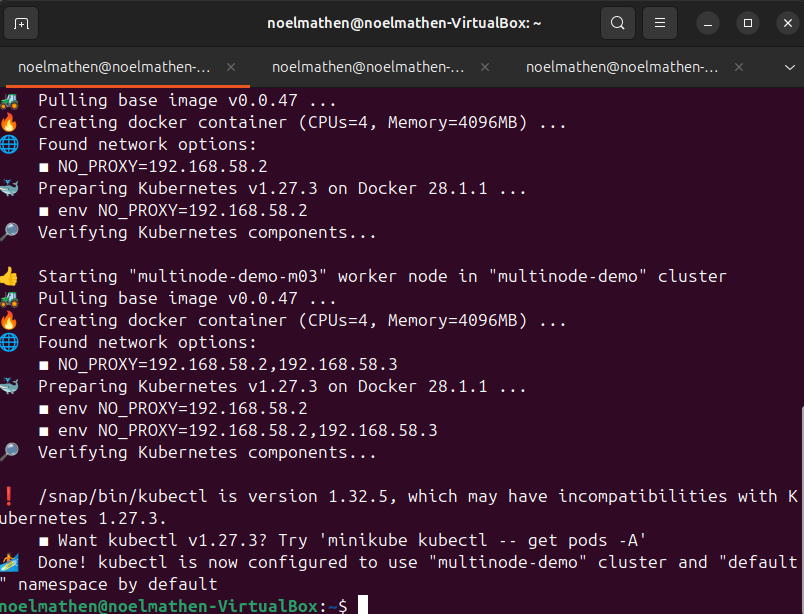 noelmathen@noelmathen-VirtualBox: ~
noelmathen@noelmathen-... noelmathen@noelmathen-... noelmathen@noelmathen-...
Pulling base image v0.0.47 ...
Creating docker container (CPUs=4, Memory=4096MB) ...
Found network options:
NO_PROXY=192.168.58.2
Preparing Kubernetes v1.27.3 on Docker 28.1.1 ...
env NO_PROXY=192.168.58.2
Verifying Kubernetes components...
Starting "multinode-demo-m03" worker node in "multinode-demo" cluster
Pulling base image v0.0.47 ...
Creating docker container (CPUs=4, Memory=4096MB) ...
Found network options:
NO_PROXY=192.168.58.2,192.168.58.3
Preparing Kubernetes v1.27.3 on Docker 28.1.1 ...
env NO_PROXY=192.168.58.2
env NO_PROXY=192.168.58.2,192.168.58.3
Verifying Kubernetes components...
❗ /snap/bin/kubectl is version 1.32.5, which may have incompatibilities with K
ubernetes 1.27.3.
Want kubectl v1.27.3? Try 'minikube kubectl -- get pods -A'
Done! kubectl is now configured to use "multinode-demo" cluster and "default
" namespace by default
noelmathen@noelmathen-VirtualBox:~$